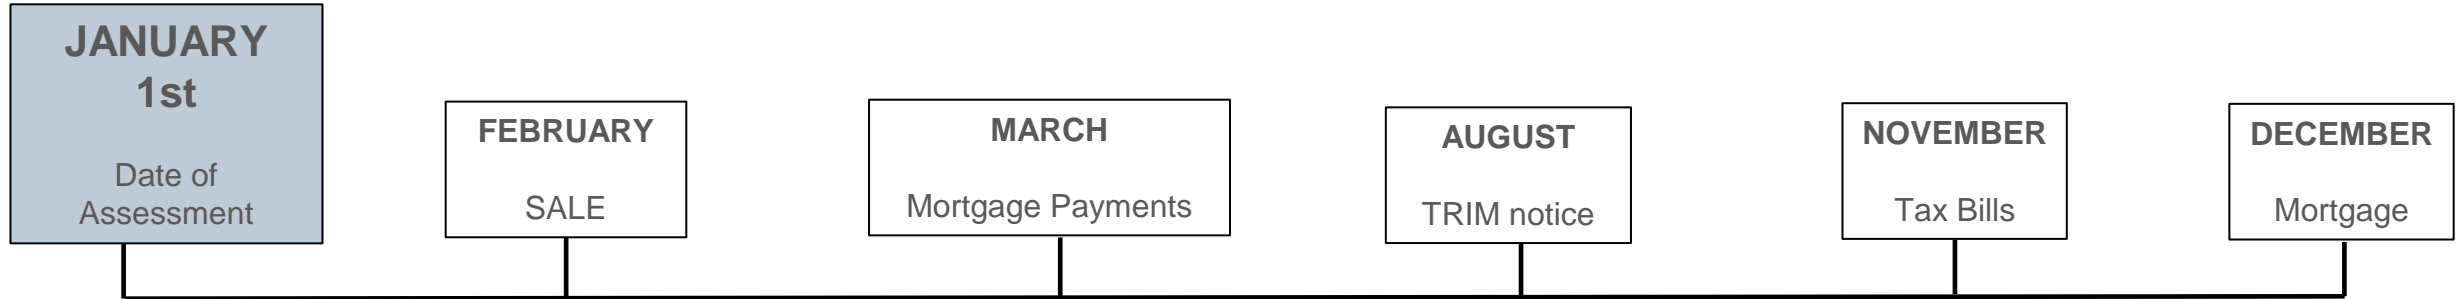 JANUARY
1st
Date of
Assessment
FEBRUARY
SALE
MARCH
Mortgage Payments
AUGUST
TRIM notice
NOVEMBER
Tax Bills
DECEMBER
Mortgage